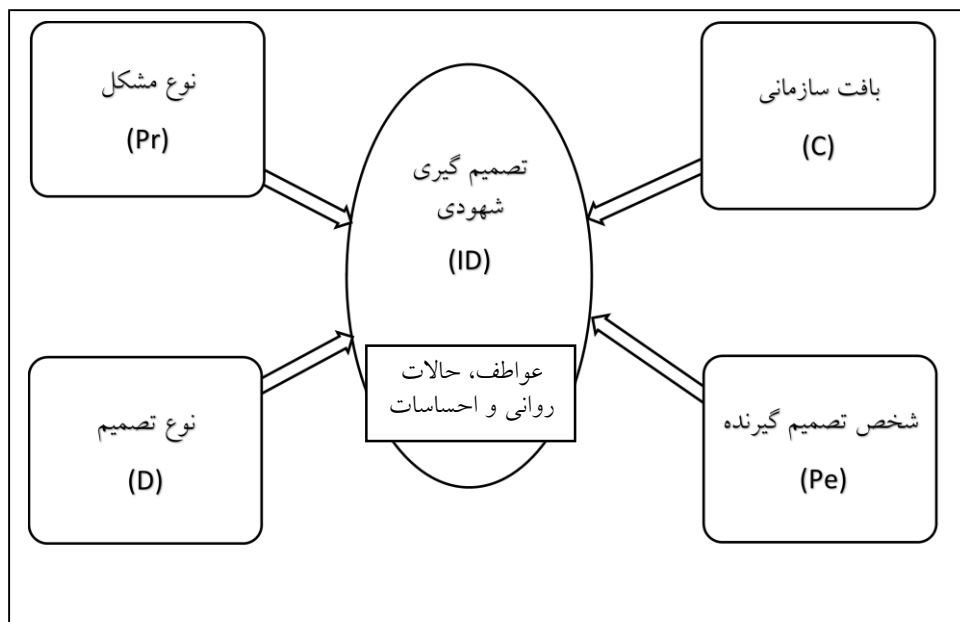 بافت سازمانی
(C)
نوع مشکل
(Pr)
تصمیم گیری
شهودی
(ID)
عواطف، حالات
روانی و احساسات
شخص تصمیم گیرنده
(Pe)
نوع تصمیم
(D)